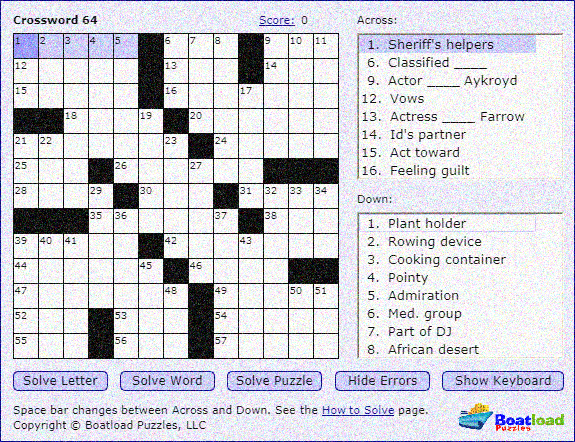 Crossword 64
Score: 0
1 2 3 4 5 6 7 8 9 10 11
12 13 14
15 16 17
18 19 20
21 22 23 24
25 26 27
28 29 30 31 32 33 34
35 36 37 38
39 40 41 42 43
44 45 46
47 48 49 50 51
52 53 54
55 56 57
Across:
1. Sheriff's helpers
6. Classified ____
9. Actor ____ Aykroyd
12. Vows
13. Actress ____ Farrow
14. Id's partner
15. Act toward
16. Feeling guilt
Down:
1. Plant holder
2. Rowing device
3. Cooking container
4. Pointy
5. Admiration
6. Med. group
7. Part of DJ
8. African desert
Solve Letter Solve Word Solve Puzzle Hide Errors Show Keyboard
Space bar changes between Across and Down. See the How to Solve page.
Copyright © Boatload Puzzles, LLC
Boatload
Puzzles